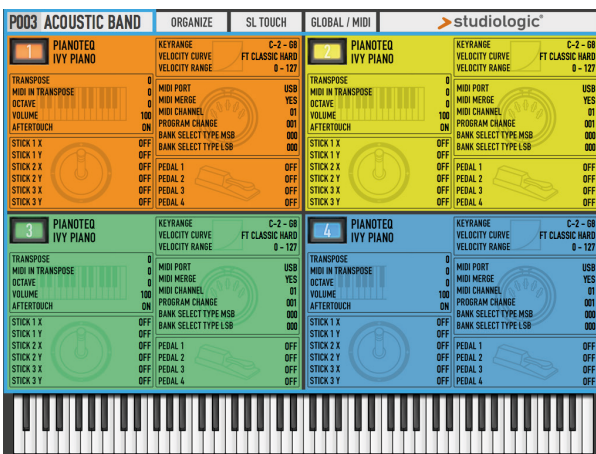 P003 ACOUSTIC BAND ORGANIZE SL TOUCH GLOBAL / MIDI studiologic®
1 PIANOTEQ
IVY PIANO
KEYRANGE C-2 - G8
VELOCITY CURVE FT CLASSIC HARD
VELOCITY RANGE 0 - 127
TRANSPOSE 0
MIDI IN TRANSPOSE 0
OCTAVE 0
VOLUME 100
AFTERTOUCH ON
MIDI PORT USB
MIDI MERGE YES
MIDI CHANNEL 01
PROGRAM CHANGE 001
BANK SELECT TYPE MSB 000
BANK SELECT TYPE LSB 000
STICK 1 X OFF
STICK 1 Y OFF
STICK 2 X OFF
STICK 2 Y OFF
STICK 3 X OFF
STICK 3 Y OFF
PEDAL 1 OFF
PEDAL 2 OFF
PEDAL 3 OFF
PEDAL 4 OFF
2 PIANOTEQ
IVY PIANO
KEYRANGE C-2 - G8
VELOCITY CURVE FT CLASSIC HARD
VELOCITY RANGE 0 - 127
TRANSPOSE 0
MIDI IN TRANSPOSE 0
OCTAVE 0
VOLUME 100
AFTERTOUCH ON
MIDI PORT USB
MIDI MERGE YES
MIDI CHANNEL 01
PROGRAM CHANGE 001
BANK SELECT TYPE MSB 000
BANK SELECT TYPE LSB 000
STICK 1 X OFF
STICK 1 Y OFF
STICK 2 X OFF
STICK 2 Y OFF
STICK 3 X OFF
STICK 3 Y OFF
PEDAL 1 OFF
PEDAL 2 OFF
PEDAL 3 OFF
PEDAL 4 OFF
3 PIANOTEQ
IVY PIANO
KEYRANGE C-2 - G8
VELOCITY CURVE FT CLASSIC HARD
VELOCITY RANGE 0 - 127
TRANSPOSE 0
MIDI IN TRANSPOSE 0
OCTAVE 0
VOLUME 100
AFTERTOUCH ON
MIDI PORT USB
MIDI MERGE YES
MIDI CHANNEL 01
PROGRAM CHANGE 001
BANK SELECT TYPE MSB 000
BANK SELECT TYPE LSB 000
STICK 1 X OFF
STICK 1 Y OFF
STICK 2 X OFF
STICK 2 Y OFF
STICK 3 X OFF
STICK 3 Y OFF
PEDAL 1 OFF
PEDAL 2 OFF
PEDAL 3 OFF
PEDAL 4 OFF
4 PIANOTEQ
IVY PIANO
KEYRANGE C-2 - G8
VELOCITY CURVE FT CLASSIC HARD
VELOCITY RANGE 0 - 127
TRANSPOSE 0
MIDI IN TRANSPOSE 0
OCTAVE 0
VOLUME 100
AFTERTOUCH ON
MIDI PORT USB
MIDI MERGE YES
MIDI CHANNEL 01
PROGRAM CHANGE 001
BANK SELECT TYPE MSB 000
BANK SELECT TYPE LSB 000
STICK 1 X OFF
STICK 1 Y OFF
STICK 2 X OFF
STICK 2 Y OFF
STICK 3 X OFF
STICK 3 Y OFF
PEDAL 1 OFF
PEDAL 2 OFF
PEDAL 3 OFF
PEDAL 4 OFF